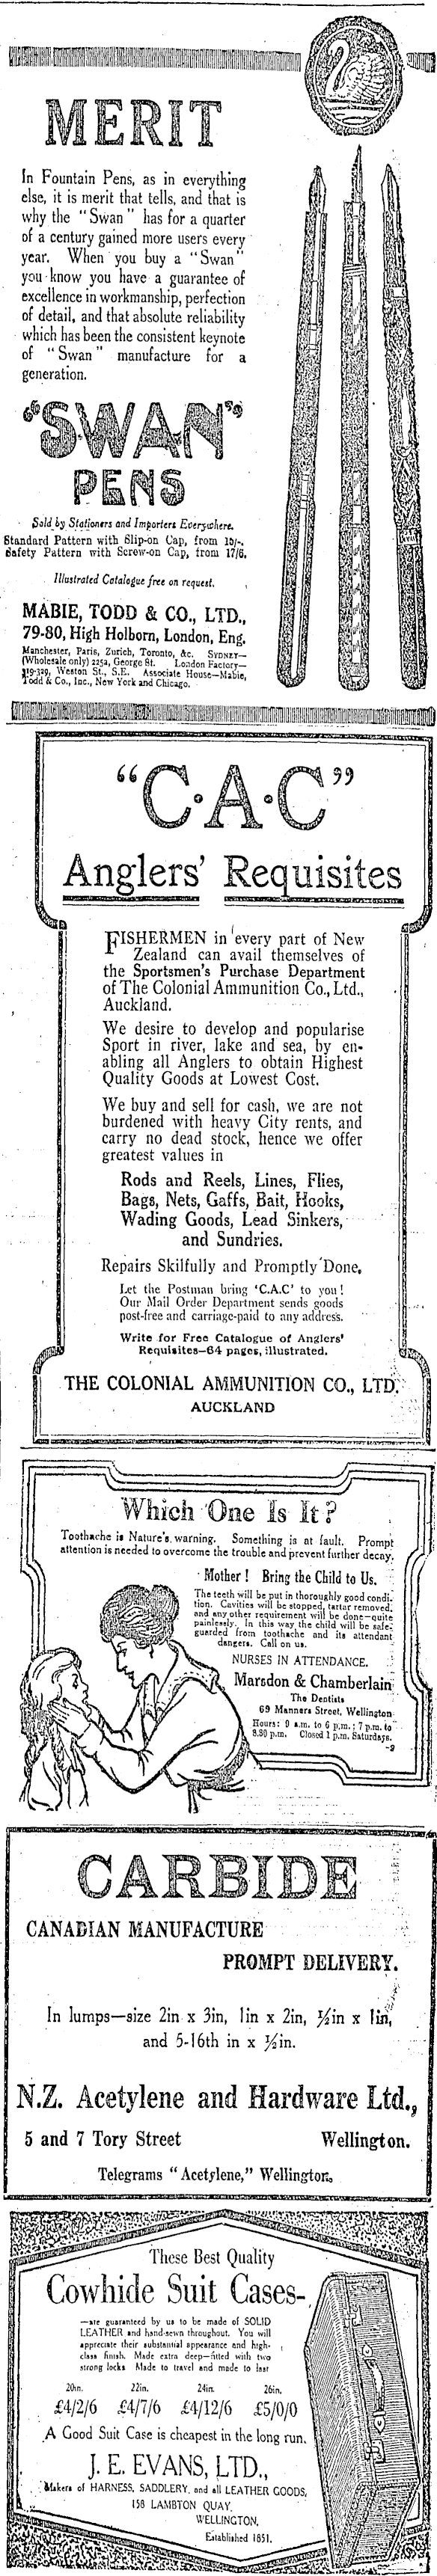 MERIT
In Fountain Pens, as in everything
else, it is merit that tells, and that is
why the "Swan" has for a quarter
of a century gained more users every
year. When you buy a "Swan"
you know you have a guarantee of
excellence in workmanship, perfection
of detail, and that absolute reliability
which has been the consistent keynote
of "Swan" manufacture for a
generation.
"SWAN"
PENS
Sold by Stationers and Importers Everywhere.
Standard Pattern with Slip-on Cap, from 10/-.
Safety Pattern with Screw-on Cap, from 17/6.
Illustrated Catalogue free on request.
MABIE, TODD & CO., LTD.,
79-80, High Holborn, London, Eng.
Manchester, Paris, Zurich, Toronto, &c. SYDNEY—
(Wholesale only) 225a, George St. London Factory—
319-329, Weston St., S.E. Associate House—Mabie,
Todd & Co., Inc., New York and Chicago.
"C·A·C"
Anglers' Requisites
FISHERMEN in every part of New
Zealand can avail themselves of
the Sportsmen's Purchase Department
of The Colonial Ammunition Co., Ltd.,
Auckland.
We desire to develop and popularise
Sport in river, lake and sea, by en-
abling all Anglers to obtain Highest
Quality Goods at Lowest Cost.
We buy and sell for cash, we are not
burdened with heavy City rents, and
carry no dead stock, hence we offer
greatest values in
Rods and Reels, Lines, Flies,
Bags, Nets, Gaffs, Bait, Hooks,
Wading Goods, Lead Sinkers,
and Sundries.
Repairs Skilfully and Promptly Done.
Let the Postman bring 'C.A.C' to you!
Our Mail Order Department sends goods
post-free and carriage-paid to any address.
Write for Free Catalogue of Anglers'
Requisites—64 pages, illustrated.
THE COLONIAL AMMUNITION CO., LTD.
AUCKLAND
Which One Is It?
Toothache is Nature's warning. Something is at fault. Prompt
attention is needed to overcome the trouble and prevent further decay.
Mother! Bring the Child to Us.
The teeth will be put in thoroughly good condi-
tion. Cavities will be stopped, tartar removed,
and any other requirement will be done—quite
painlessly. In this way the child will be safe-
guarded from toothache and its attendant
dangers. Call on us.
NURSES IN ATTENDANCE.
Marsdon & Chamberlain
The Dentists
69 Manners Street, Wellington
Hours: 9 a.m. to 6 p.m.; 7 p.m. to
8.30 p.m. Closed 1 p.m. Saturdays.
-9
CARBIDE
CANADIAN MANUFACTURE
PROMPT DELIVERY.
In lumps—size 2in x 3in, 1in x 2in, ½in x 1in,
and 5-16th in x ½in.
N.Z. Acetylene and Hardware Ltd.,
5 and 7 Tory Street Wellington.
Telegrams "Acetylene," Wellington.
These Best Quality
Cowhide Suit Cases-
—are guaranteed by us to be made of SOLID
LEATHER and hand-sewn throughout. You will
appreciate their substantial appearance and high-
class finish. Made extra deep—fitted with two
strong locks Made to travel and made to last
20in. 22in. 24in. 26in.
£4/2/6 £4/7/6 £4/12/6 £5/0/0
A Good Suit Case is cheapest in the long run.
J. E. EVANS, LTD.,
Makers of HARNESS, SADDLERY, and all LEATHER GOODS,
158 LAMBTON QUAY,
WELLINGTON.
Established 1851.